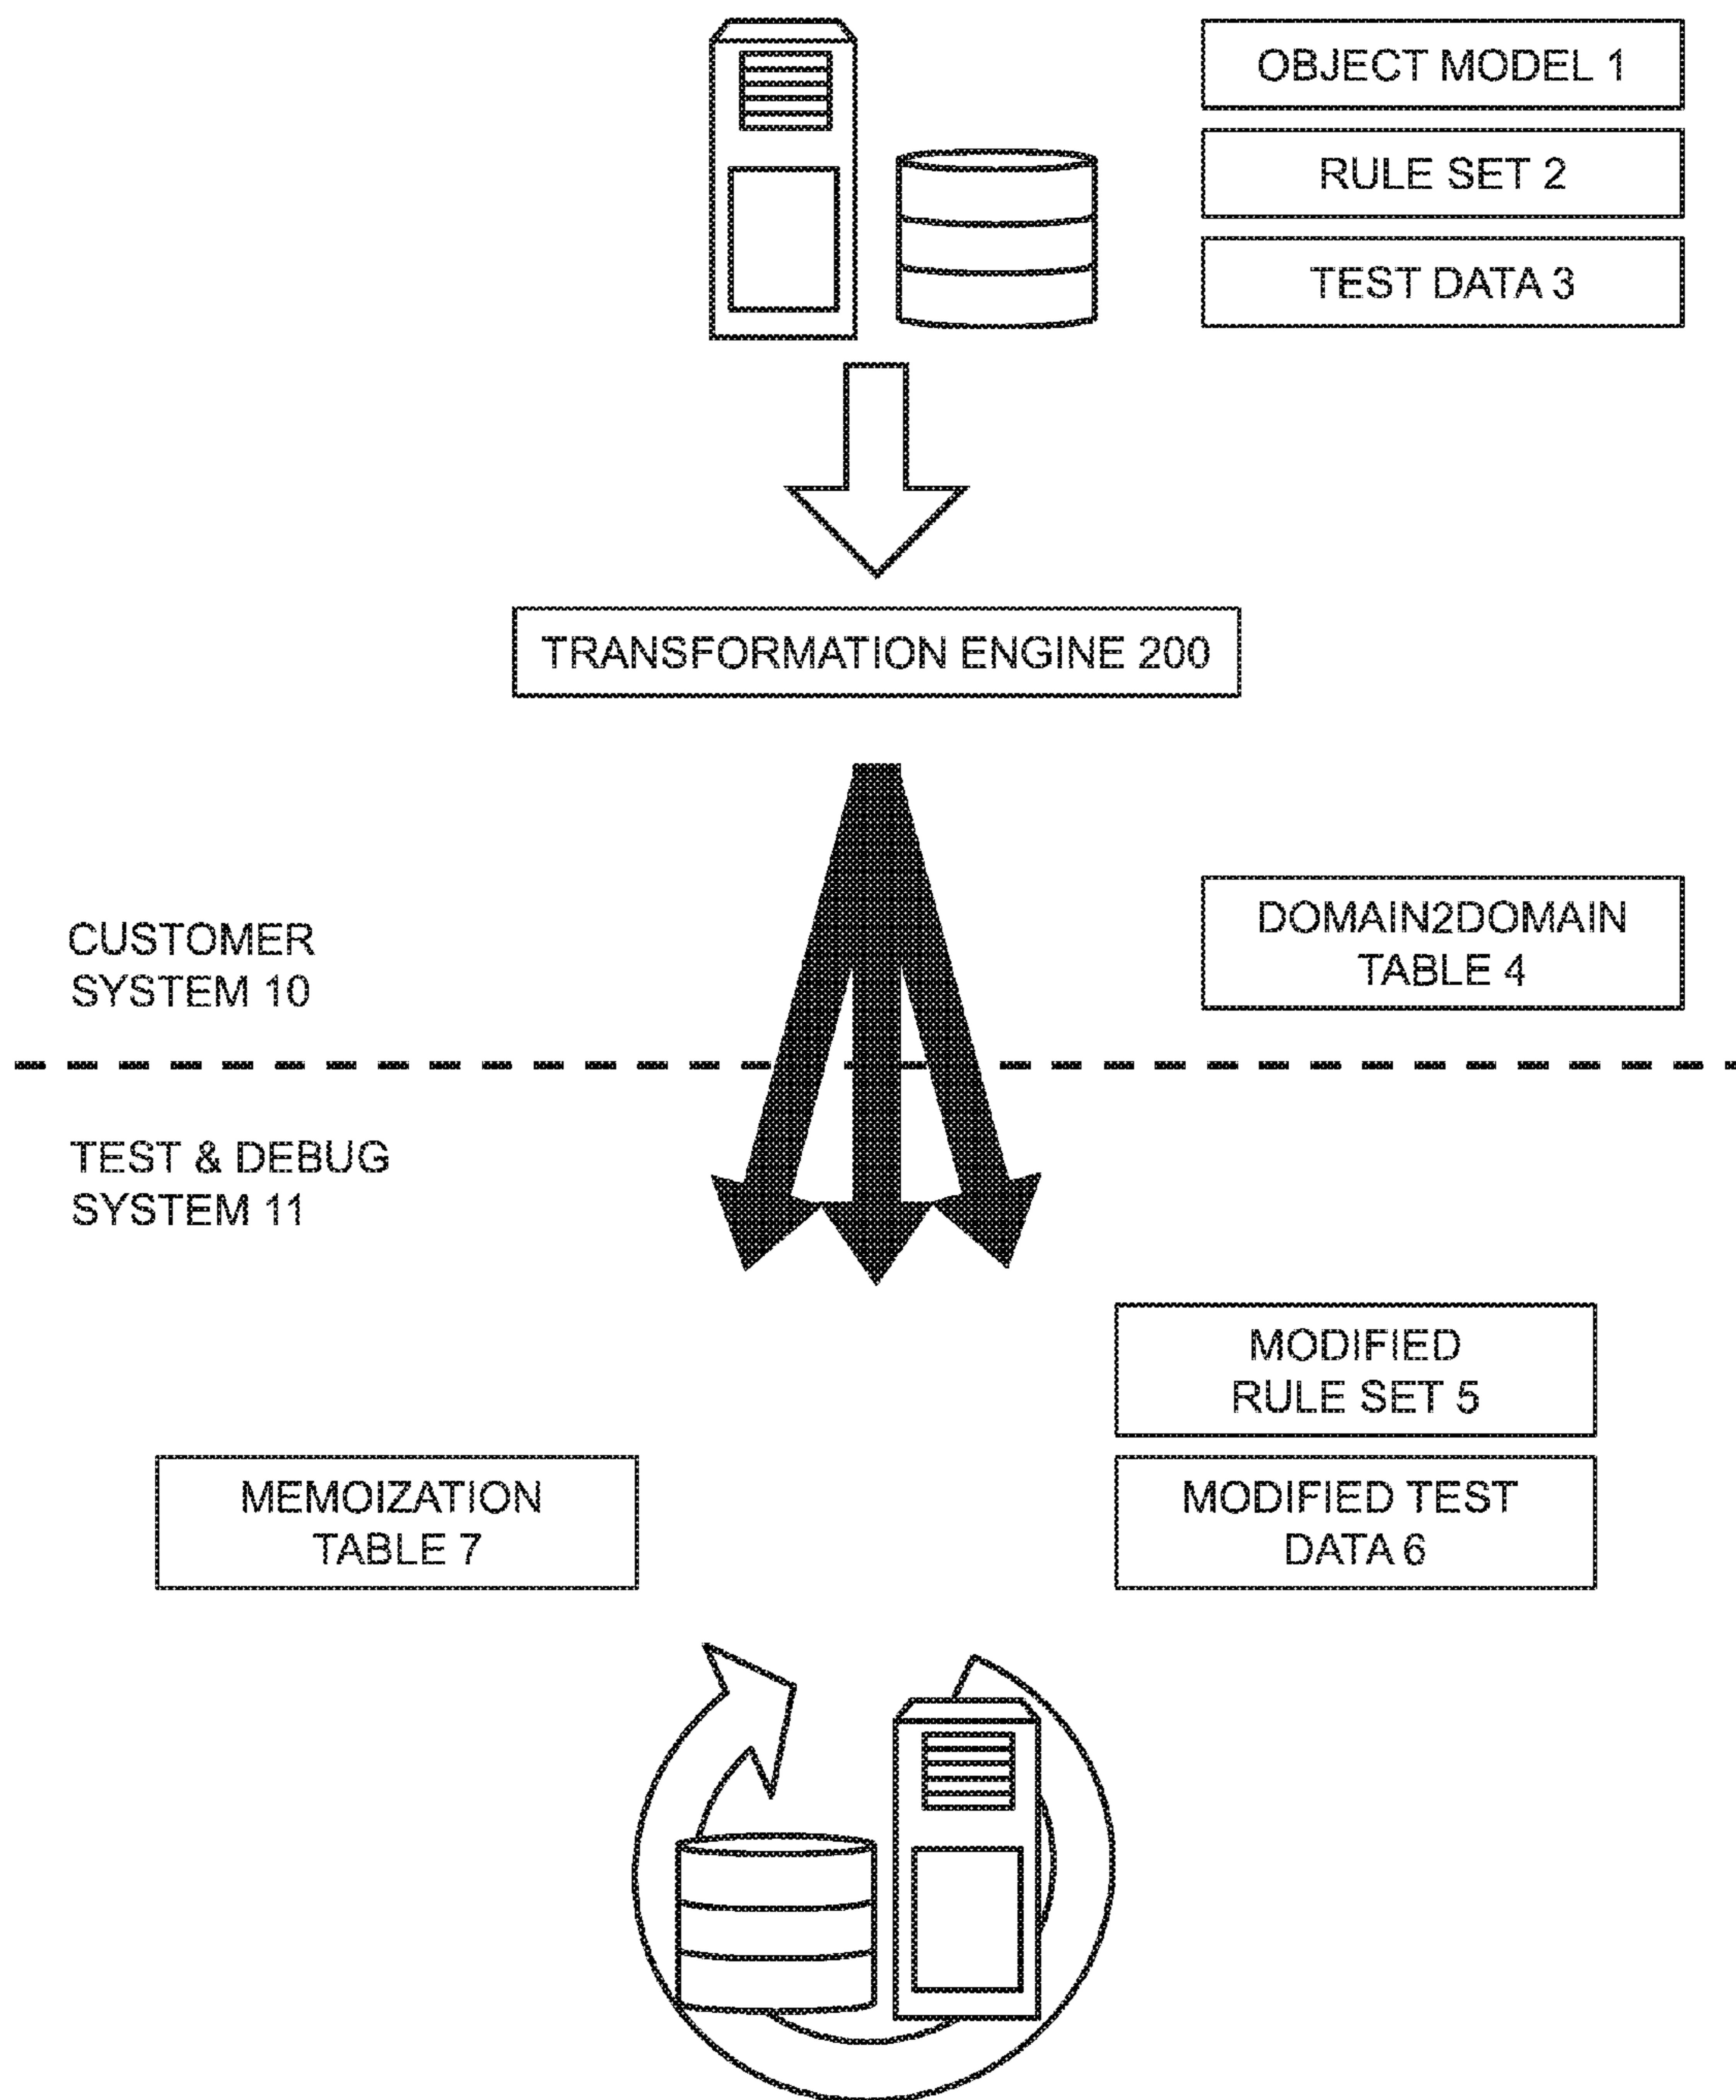 OBJECT MODEL 1
RULE SET 2
TEST DATA 3
TRANSFORMATION ENGINE 200
CUSTOMER
SYSTEM 10
DOMAIN2DOMAIN
TABLE 4
TEST & DEBUG
SYSTEM 11
MODIFIED
RULE SET 5
MEMOIZATION
TABLE 7
MODIFIED TEST
DATA 6